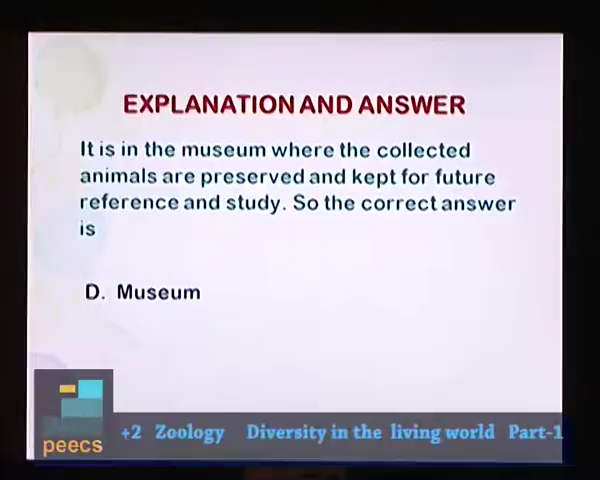 EXPLANATION AND ANSWER
It is in the museum where the collected
animals are preserved and kept for future
reference and study. So the correct answer
is
D. Museum
peecs
+2 Zoology Diversity in the living world Part-1